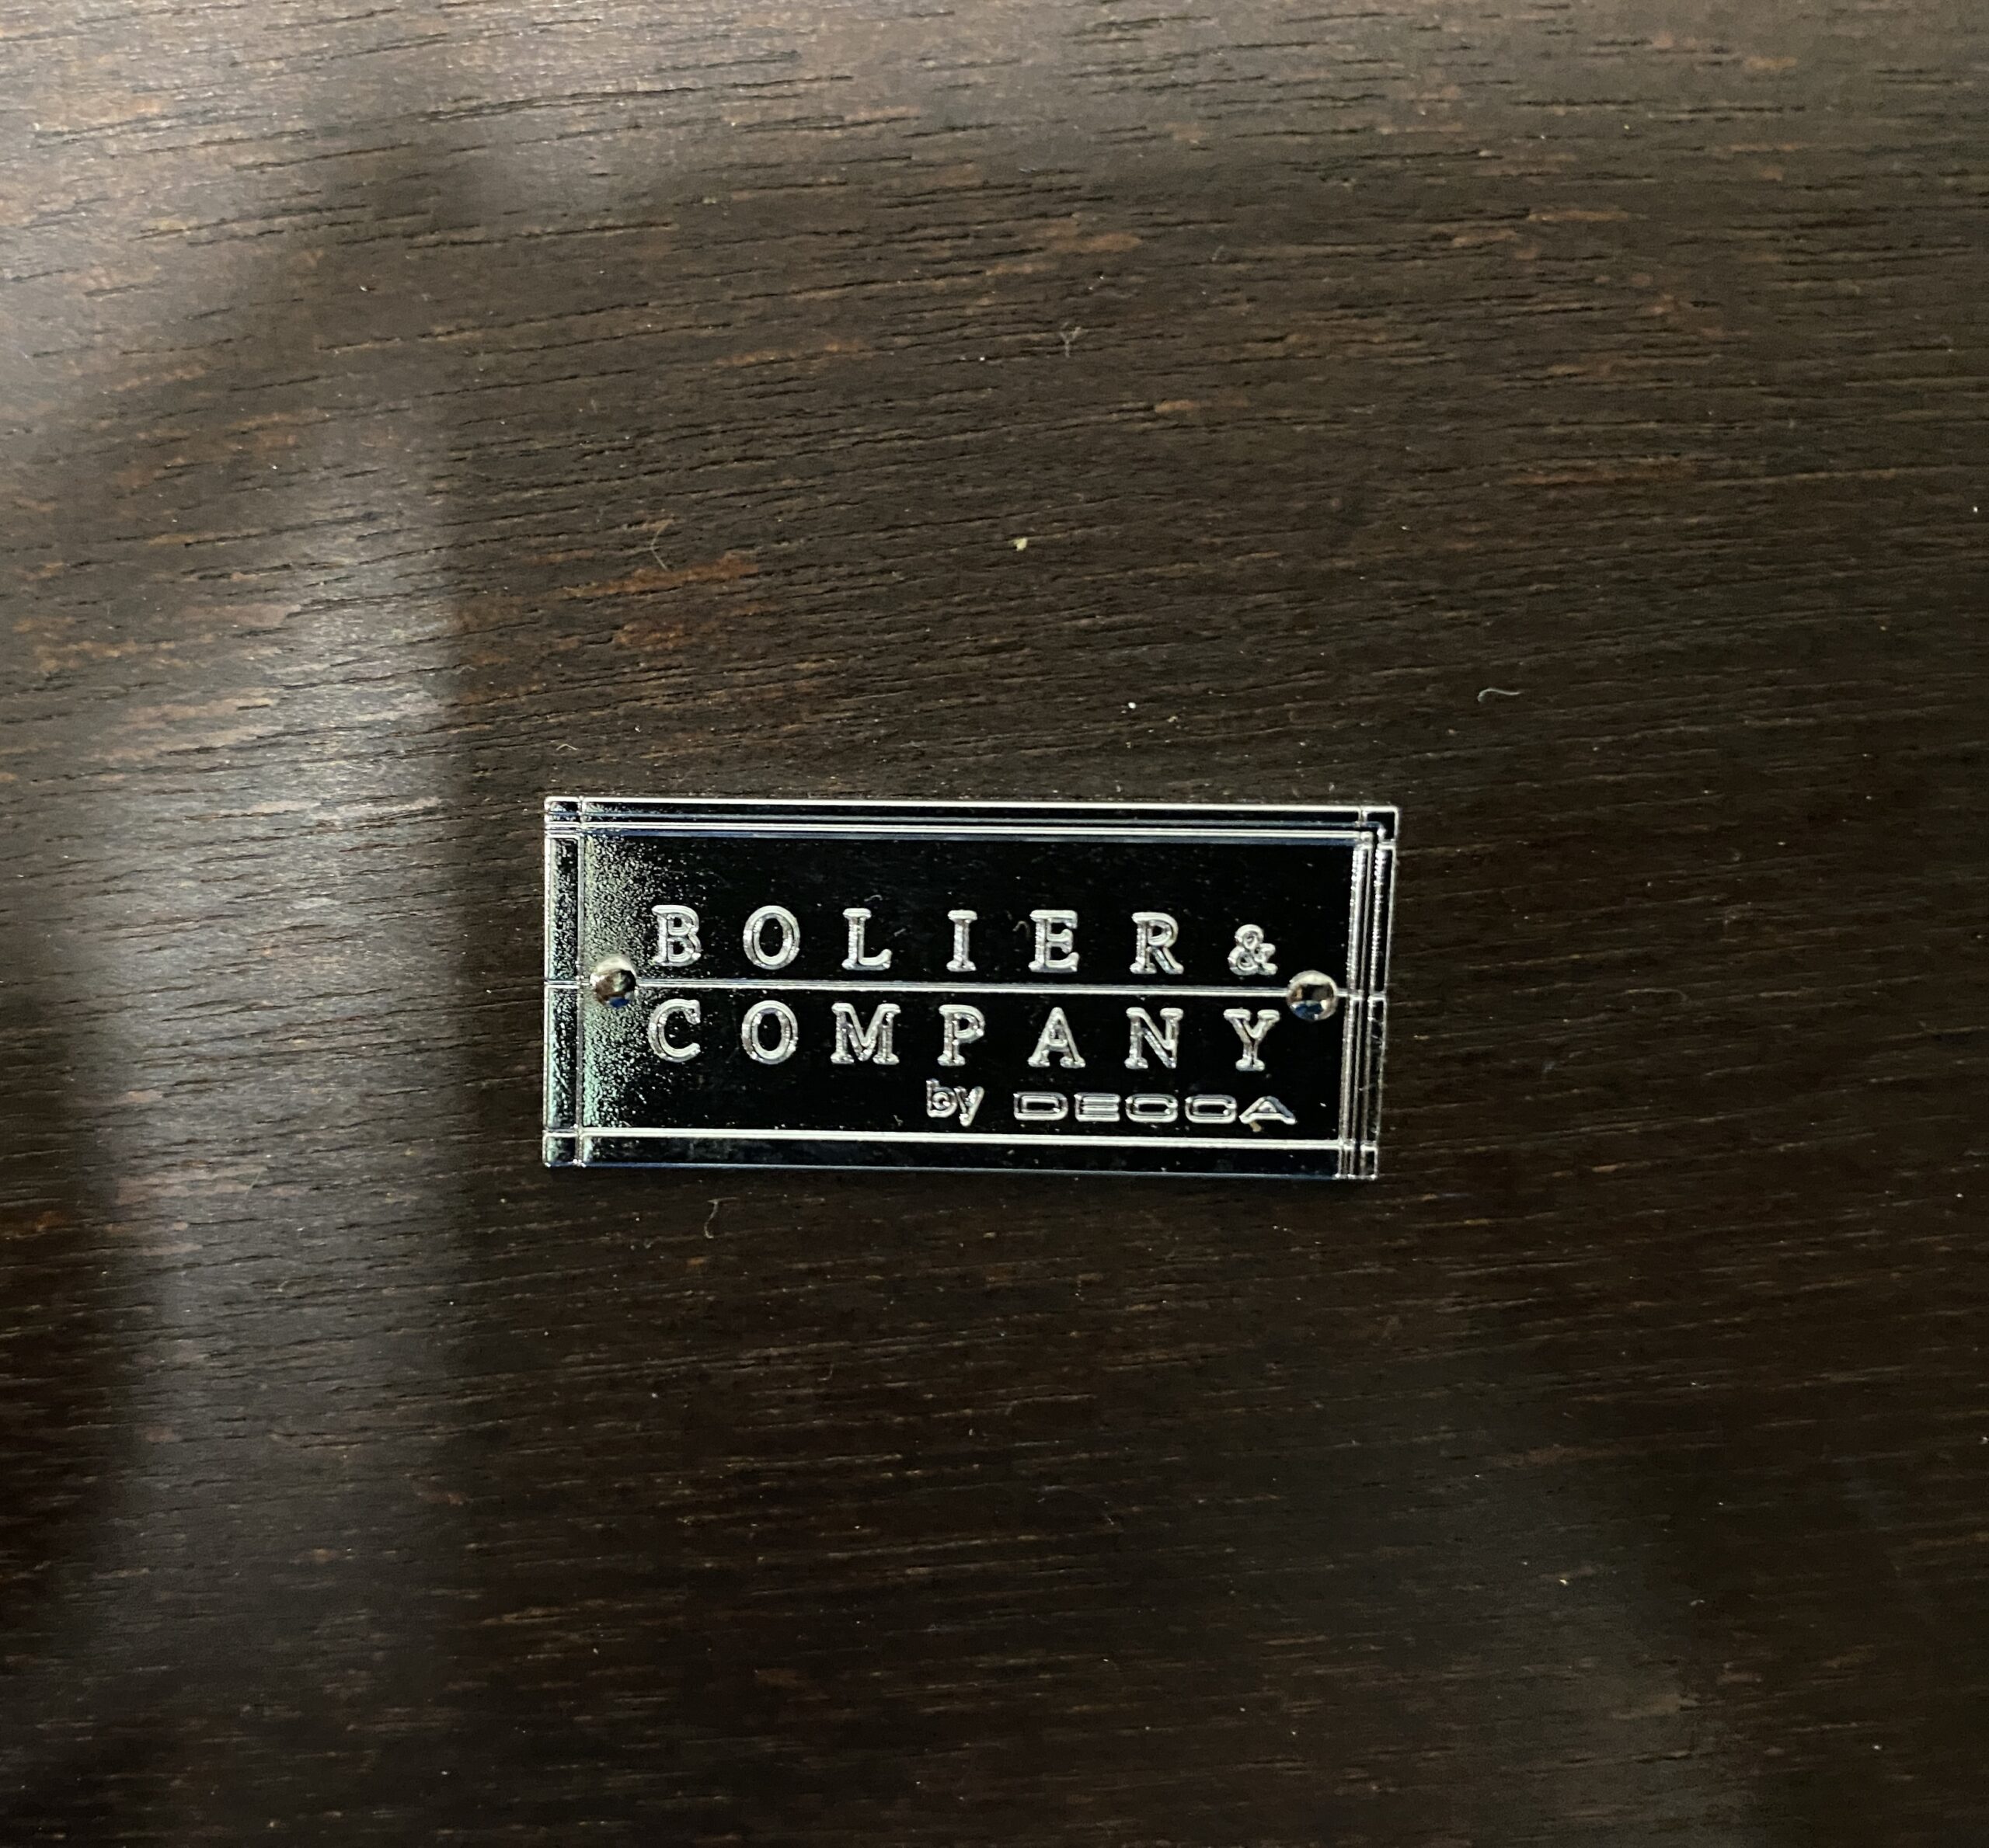 BOLIER &
COMPANY
by DECCA